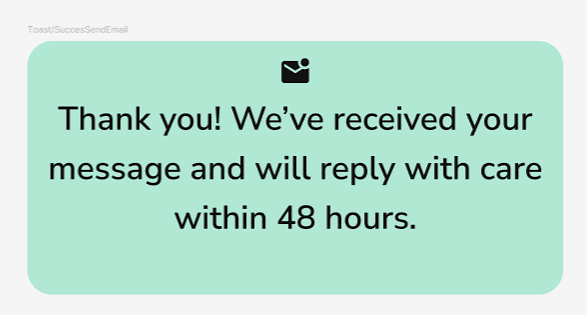 Toast/SuccesSendEmail
Thank you! We’ve received your
message and will reply with care
within 48 hours.